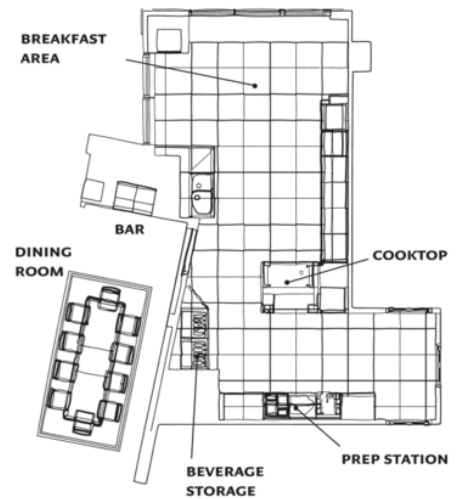 BREAKFAST
AREA
BAR
DINING
ROOM
COOKTOP
PREP STATION
BEVERAGE
STORAGE